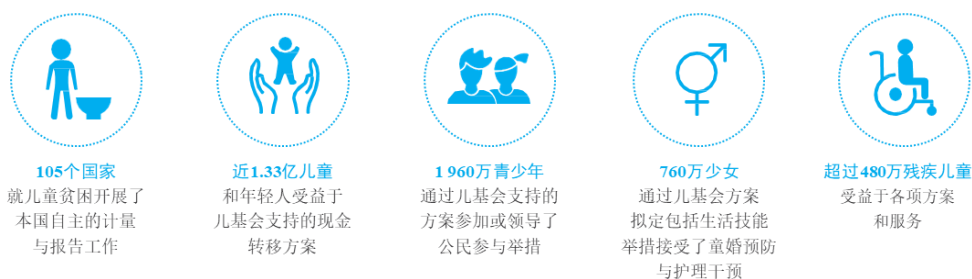 105个国家
就儿童贫困开展了
本国自主的计量
与报告工作
近1.33亿儿童
和年轻人受益于
儿基会支持的现金
转移方案
1 960万青少年
通过儿基会支持的
方案参加或领导了
公民参与举措
760万少女
通过儿基会方案
拟定包括生活技能
举措接受了童婚预防
与护理干预
超过480万残疾儿童
受益于各项方案
和服务